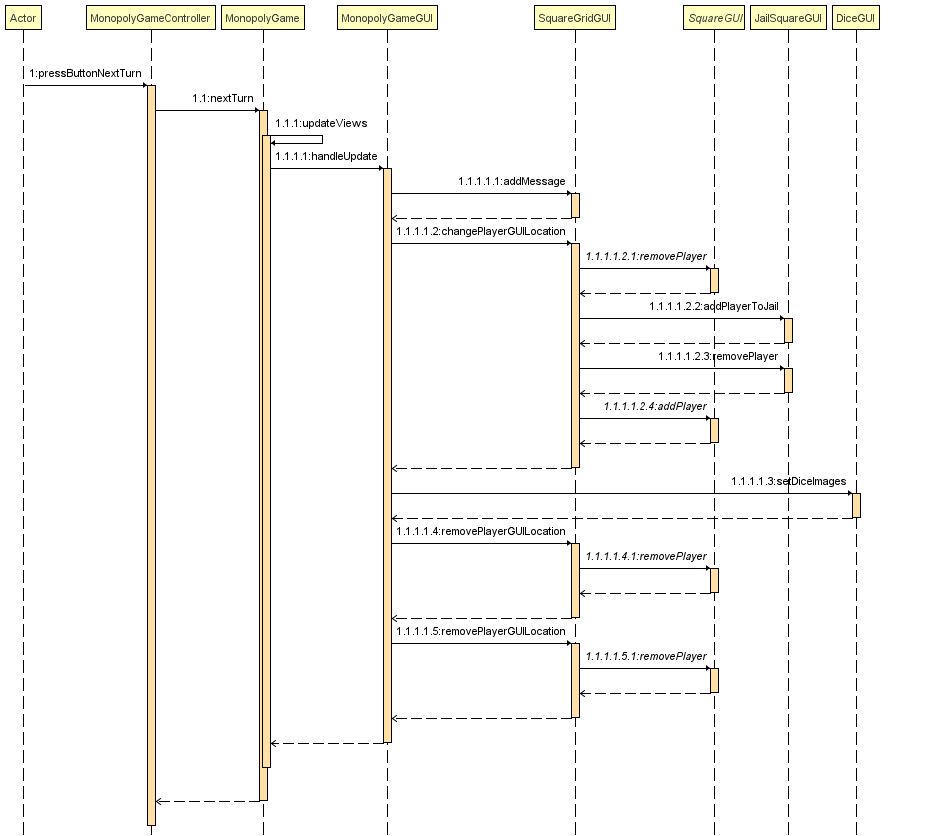 Actor
MonopolyGameController
MonopolyGame
MonopolyGameGUI
SquareGridGUI
SquareGUI
JailSquareGUI
DiceGUI
1:pressButtonNextTurn
1.1:nextTurn
1.1.1:updateViews
1.1.1.1:handleUpdate
1.1.1.1.1:addMessage
1.1.1.1.2:changePlayerGUILocation
1.1.1.1.2.1:removePlayer
1.1.1.1.2.2:addPlayerToJail
1.1.1.1.2.3:removePlayer
1.1.1.1.2.4:addPlayer
1.1.1.1.3:setDiceImages
1.1.1.1.4:removePlayerGUILocation
1.1.1.1.4.1:removePlayer
1.1.1.1.5:removePlayerGUILocation
1.1.1.1.5.1:removePlayer